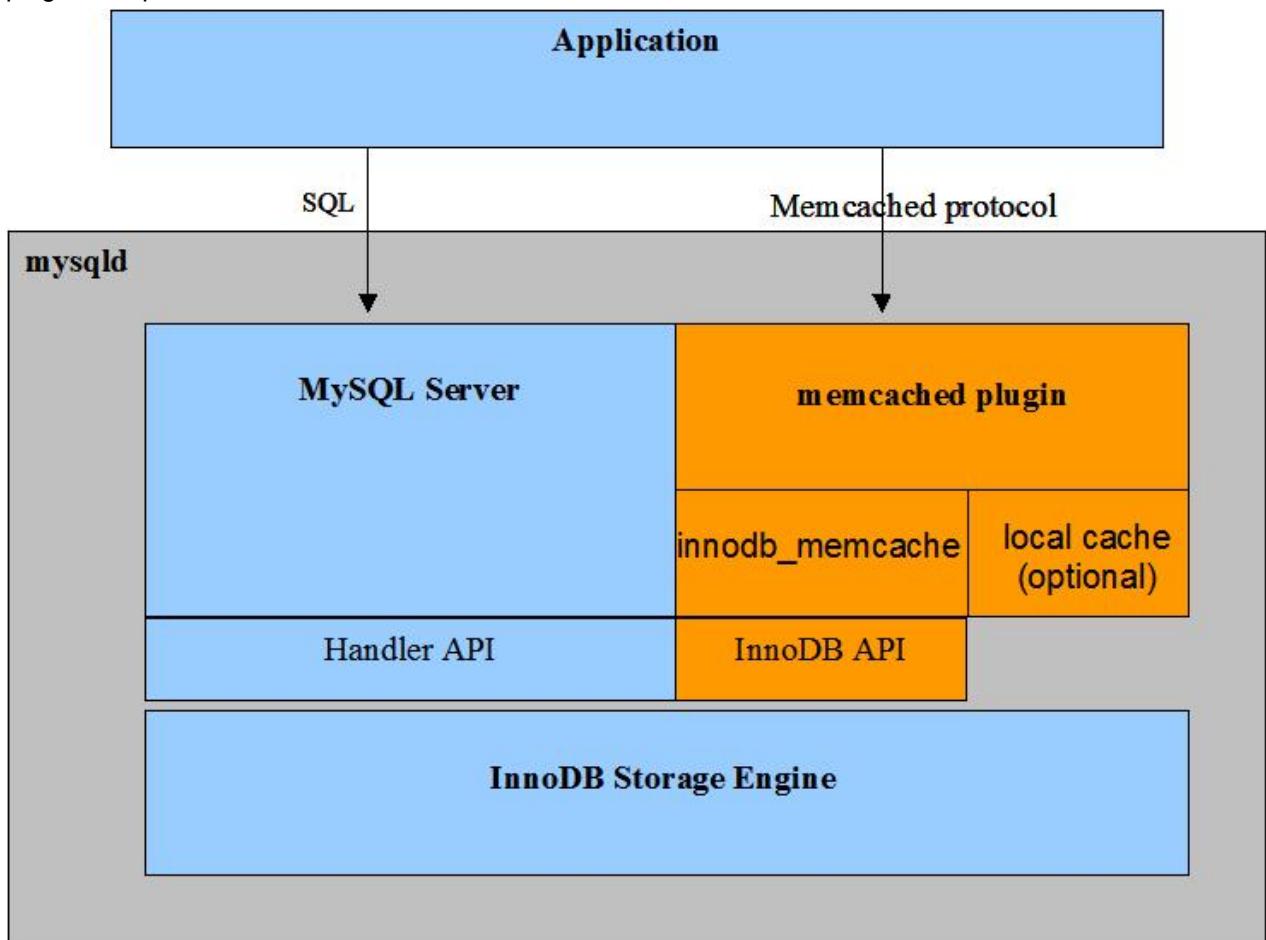 Application
SQL
Memcached protocol
mysqld
MySQL Server
memcached plugin
innodb_memcache
local cache
(optional)
Handler API
InnoDB API
InnoDB Storage Engine